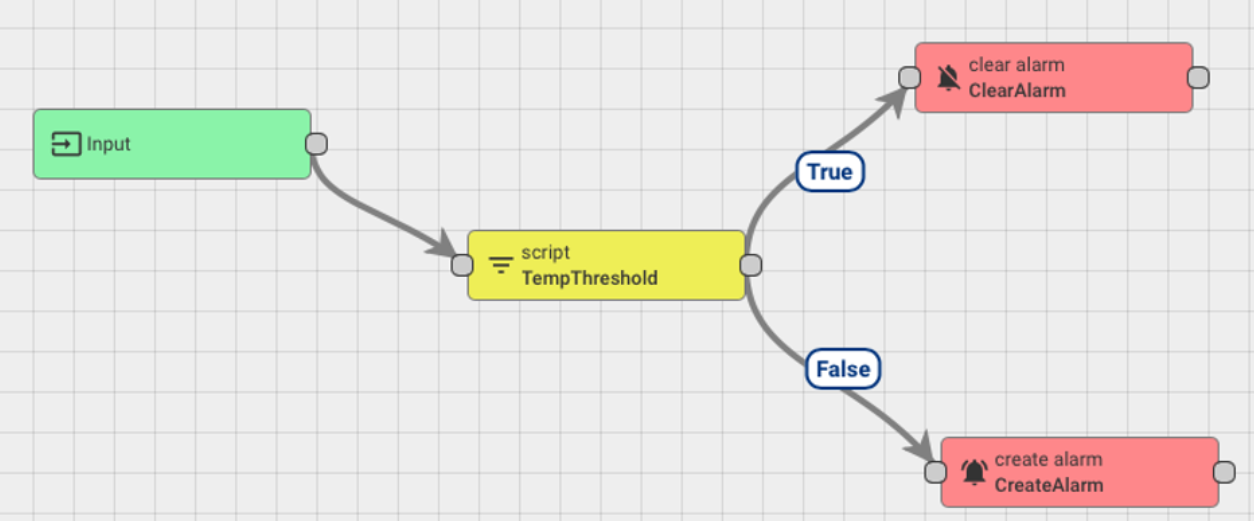 clear alarm
ClearAlarm
Input
True
script
TempThreshold
False
create alarm
CreateAlarm